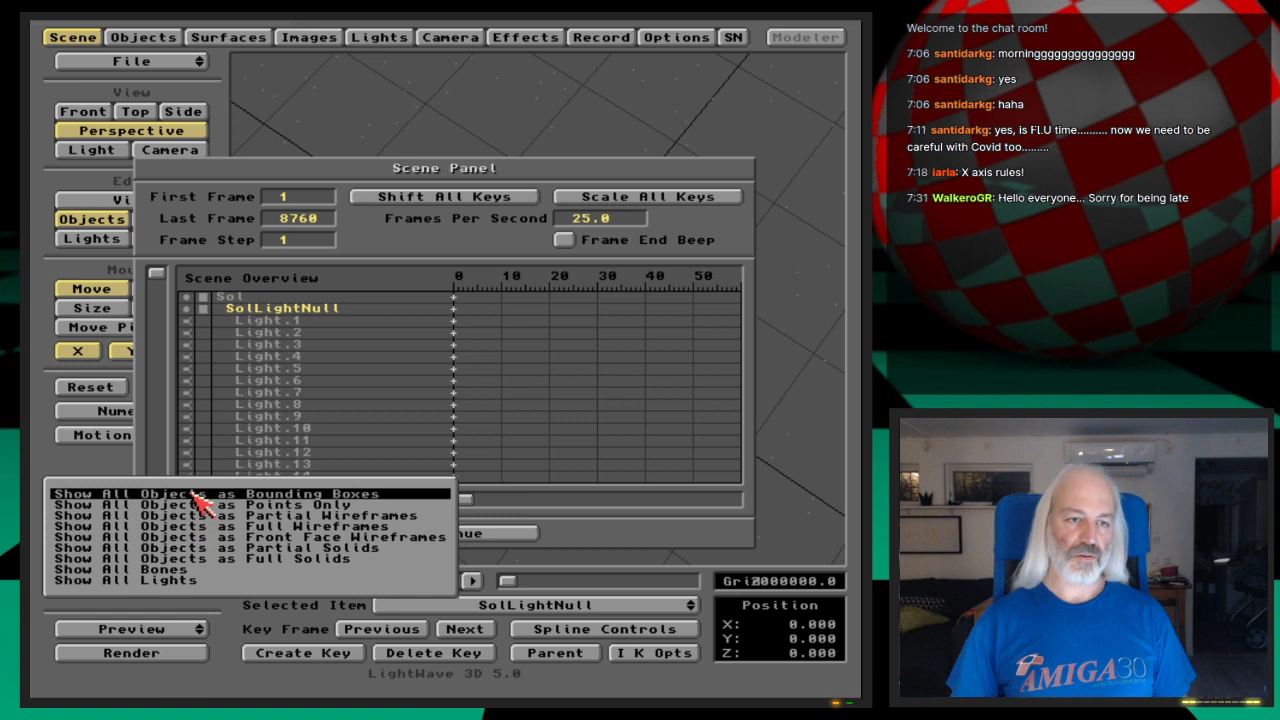 Scene Objects Surfaces Images Lights Camera Effects Record Options SN Modeler
File
View
Front Top Side
Perspective
Light Camera
Ed
Vi
Objects
Lights
Mou
Move
Size
Move Pi
X Y
Reset
Nume
Motion
Scene Panel
First Frame 1 Shift All Keys Scale All Keys
Last Frame 8760 Frames Per Second 25.0
Frame Step 1 Frame End Beep
Scene Overview 0 10 20 30 40 50
Sol
SolLightNull
Light.1
Light.2
Light.3
Light.4
Light.5
Light.6
Light.7
Light.8
Light.9
Light.10
Light.11
Light.12
Light.13
nue
Show All Objects as Bounding Boxes
Show All Objects as Points Only
Show All Objects as Partial Wireframes
Show All Objects as Full Wireframes
Show All Objects as Front Face Wireframes
Show All Objects as Partial Solids
Show All Objects as Full Solids
Show All Bones
Show All Lights
Selected Item SolLightNull
Preview Key Frame Previous Next Spline Controls
Render Create Key Delete Key Parent I K Opts
LightWave 3D 5.0
Position
X: 0.000
Y: 0.000
Z: 0.000
Welcome to the chat room!
7:06 santidarkg: morninggggggggggggggg
7:06 santidarkg: yes
7:06 santidarkg: haha
7:11 santidarkg: yes, is FLU time.......... now we need to be
careful with Covid too.........
7:18 iarla: X axis rules!
7:31 WalkeroGR: Hello everyone... Sorry for being late
AMIGA30